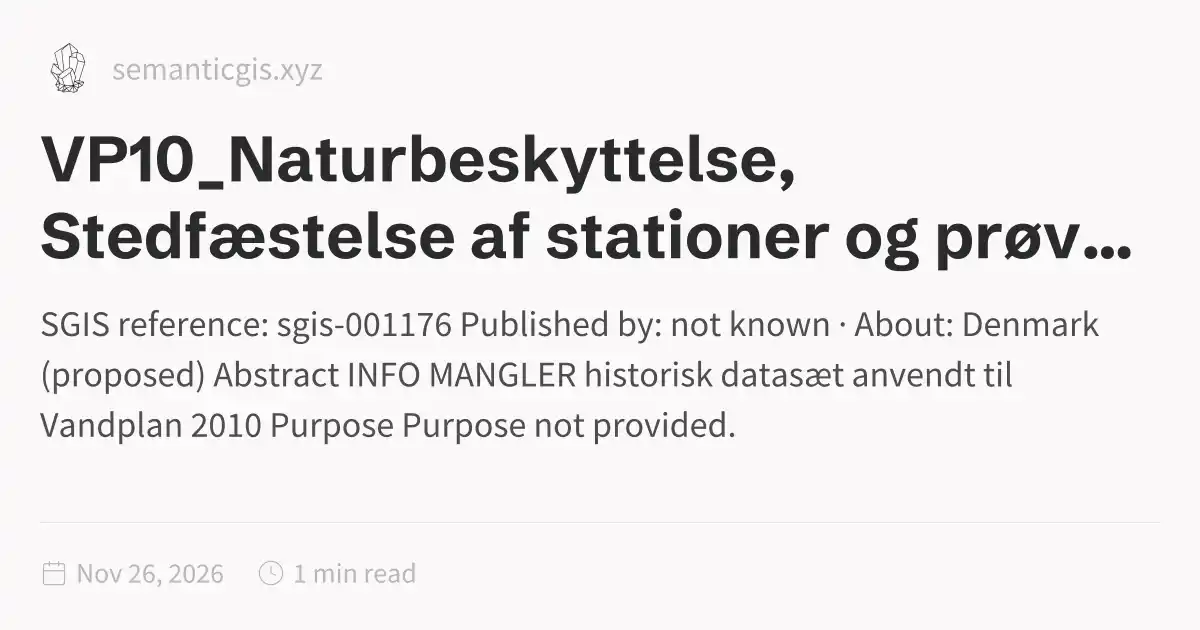 semanticgis.xyz
VP10_Naturbeskyttelse,
Stedfæstelse af stationer og prøv...
SGIS reference: sgis-001176 Published by: not known · About: Denmark
(proposed) Abstract INFO MANGLER historisk datasæt anvendt til
Vandplan 2010 Purpose Purpose not provided.
Nov 26, 2026 1 min read